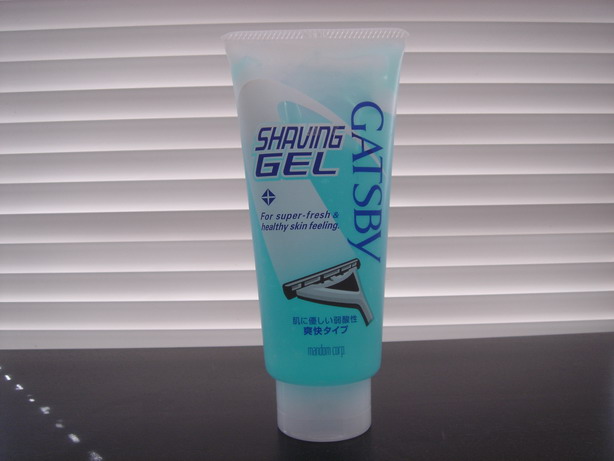 GATSBY
SHAVING
GEL
For super-fresh &
healthy skin feeling.
肌に優しい弱酸性
爽快タイプ
mandom corp.